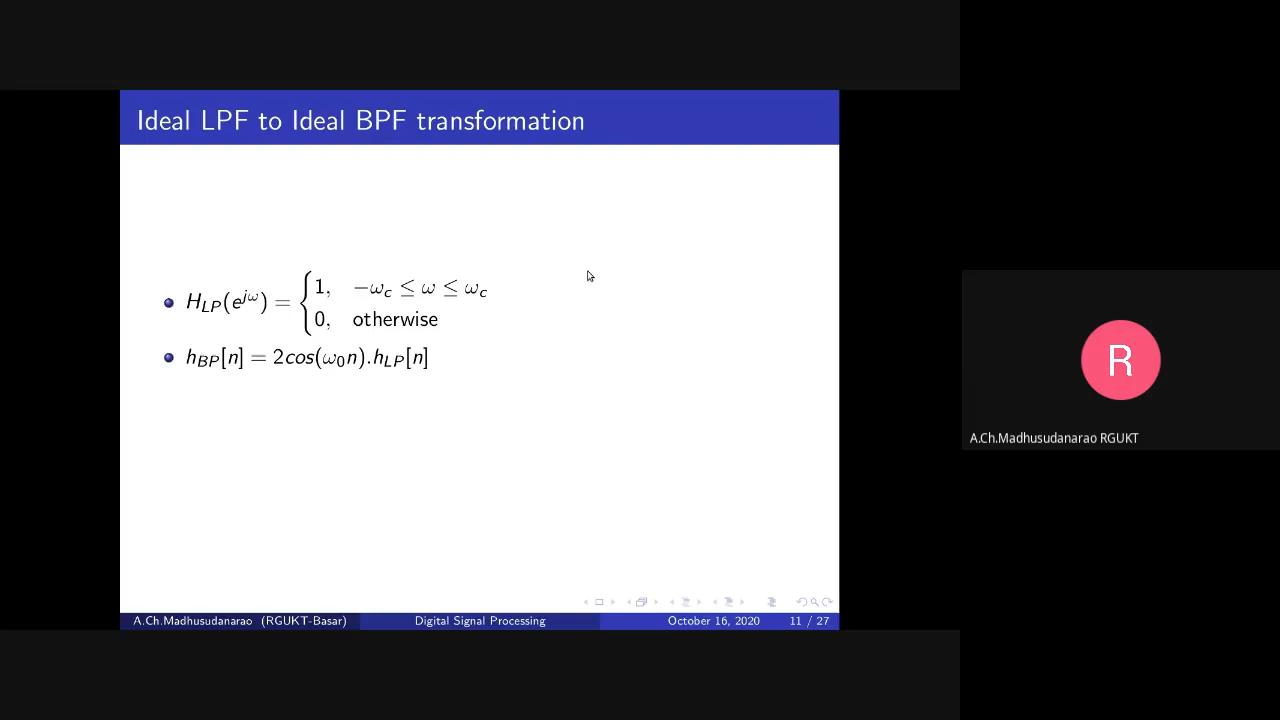 Ideal LPF to Ideal BPF transformation
H_LP(e^{jω}) = { 1, −ω_c ≤ ω ≤ ω_c
0, otherwise
h_BP[n] = 2cos(ω_0n).h_LP[n]
R
A.Ch.Madhusudanarao RGUKT
A.Ch.Madhusudanarao (RGUKT-Basar) Digital Signal Processing October 16, 2020 11 / 27